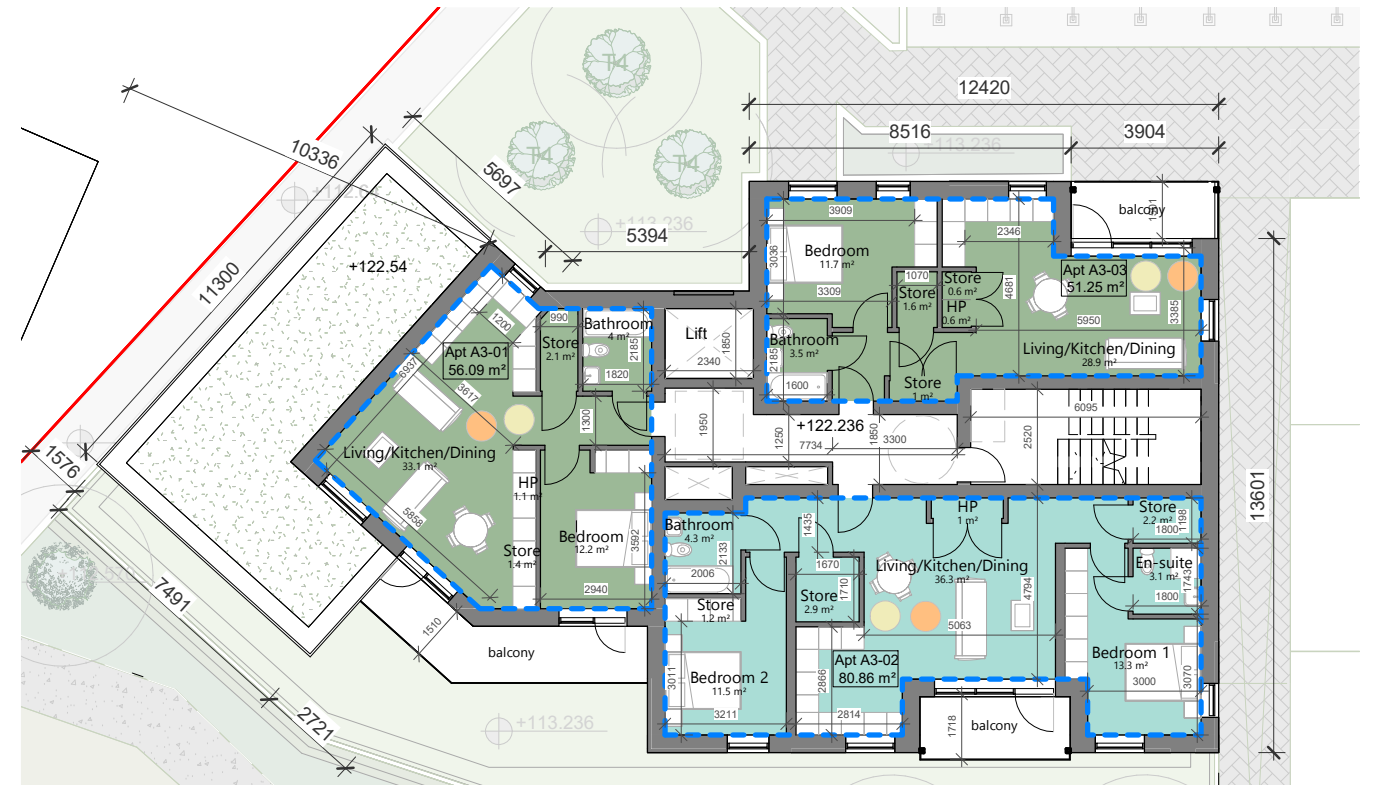 12420
8516
3904
T4
T4
T4
+113.236
10336
5697
+113.236
5394
+122.54
11300
balcony
3909
2346
Bedroom
11.7 m²
3036
3309
1070
Store
0.6 m²
HP
0.6 m²
Store
1.6 m²
4681
Apt A3-03
51.25 m²
5950
3385
Living/Kitchen/Dining
28.9 m²
Bathroom
3.5 m²
2185
1600
Store
1 m²
Lift
2340
1850
990
1200
Bathroom
4 m²
Store
2.1 m²
2185
1820
Apt A3-01
56.09 m²
6937
3617
1300
1950
+122.236
1250
1850
7734
3300
6095
2520
Living/Kitchen/Dining
33.1 m²
HP
1.1 m²
5858
Store
1.4 m²
Bedroom
12.2 m²
3592
2940
1576
7491
2721
1510
balcony
13601
Bathroom
4.3 m²
2133
2006
1435
1670
HP
1 m²
Store
2.2 m²
1198
1800
En-suite
3.1 m²
1743
1800
Living/Kitchen/Dining
36.3 m²
4794
Store
2.9 m²
1710
Store
1.2 m²
5063
Bedroom 2
11.5 m²
3011
3211
Apt A3-02
80.86 m²
2866
2814
Bedroom 1
13.3 m²
3000
3070
1718
balcony
+113.236